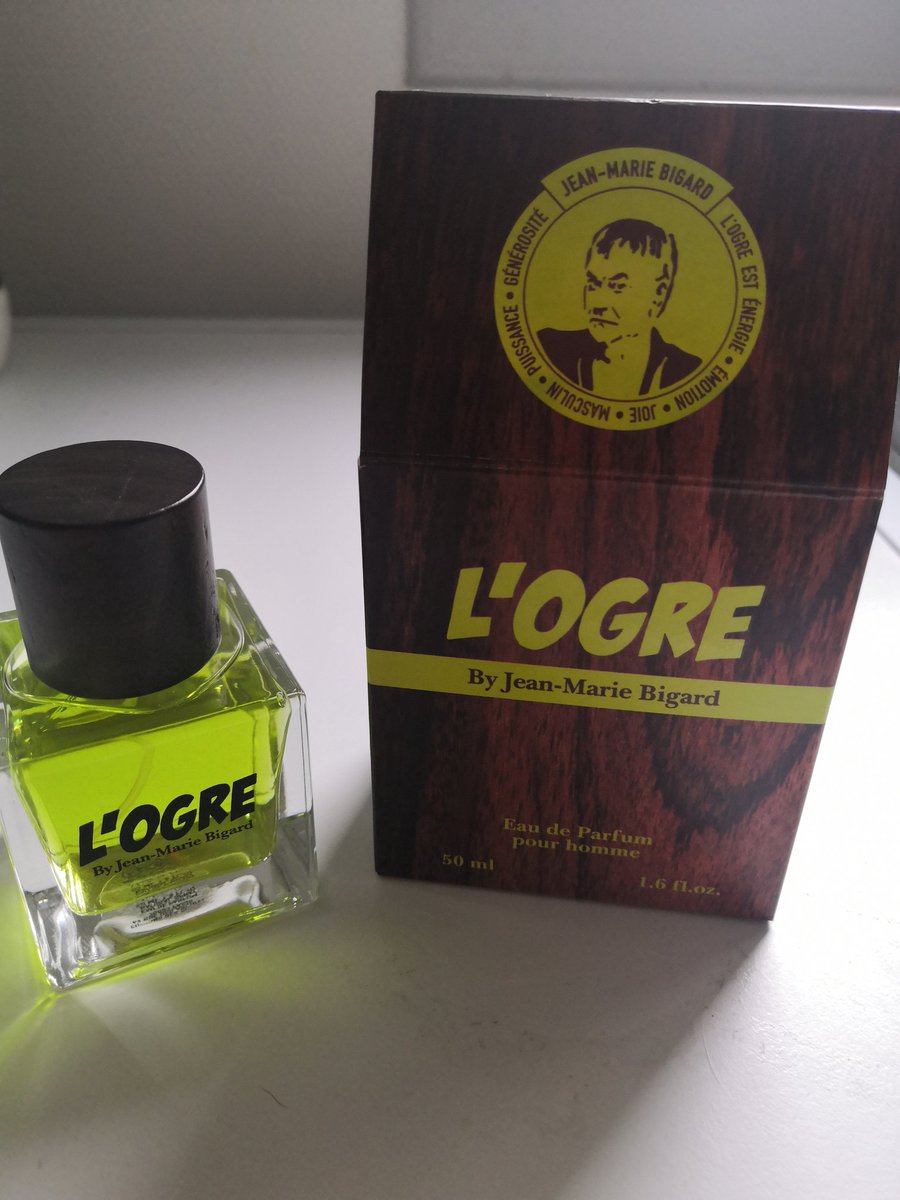 JEAN-MARIE BIGARD
L'OGRE EST ÉNERGIE • ÉMOTION • JOIE • MASCULIN • PUISSANCE • GÉNÉROSITÉ
L'OGRE
By Jean-Marie Bigard
Eau de Parfum
pour homme
50 ml
1.6 fl.oz.
L'OGRE
By Jean-Marie Bigard